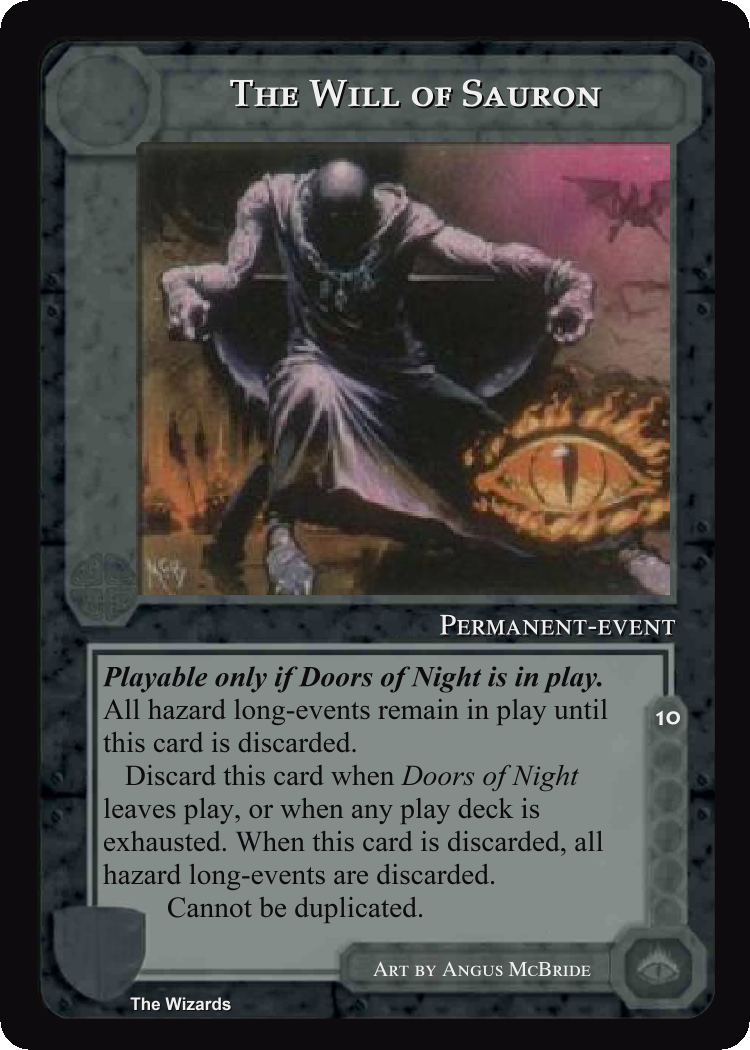 The Will of Sauron
Permanent-event
Playable only if Doors of Night is in play.
All hazard long-events remain in play until
this card is discarded.
Discard this card when Doors of Night
leaves play, or when any play deck is
exhausted. When this card is discarded, all
hazard long-events are discarded.
Cannot be duplicated.
10
Art by Angus McBride
The Wizards